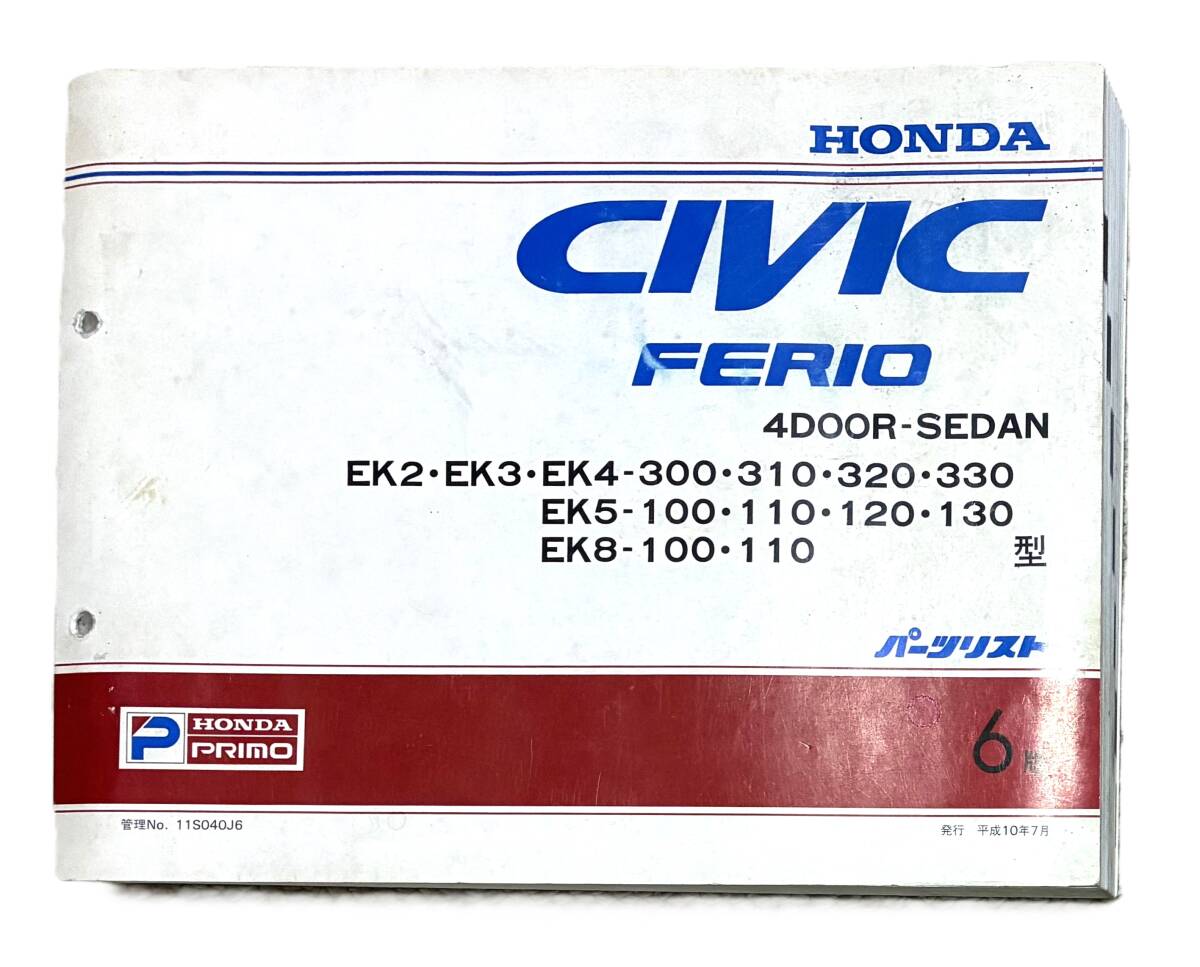 HONDA
CIVIC
FERIO
4DOOR-SEDAN
EK2・EK3・EK4-300・310・320・330
EK5-100・110・120・130
EK8-100・110 型
パーツリスト
P HONDA
PRIMO
6版
管理No. 11S040J6
発行 平成10年7月